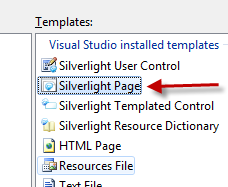 Templates:
Visual Studio installed templates
Silverlight User Control
Silverlight Page
Silverlight Templated Control
Silverlight Resource Dictionary
HTML Page
Resources File
Text File